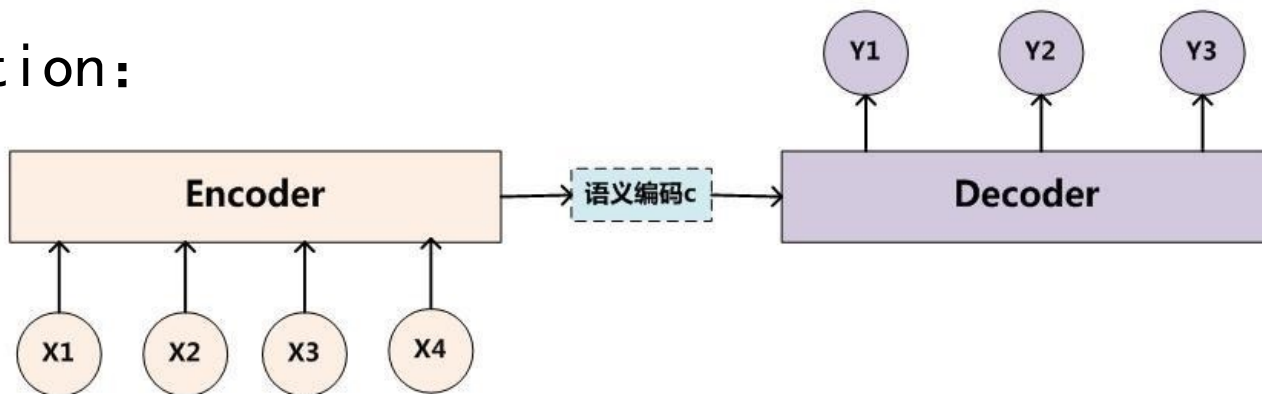 tion:
Y1 Y2 Y3
Encoder 语义编码c Decoder
X1 X2 X3 X4